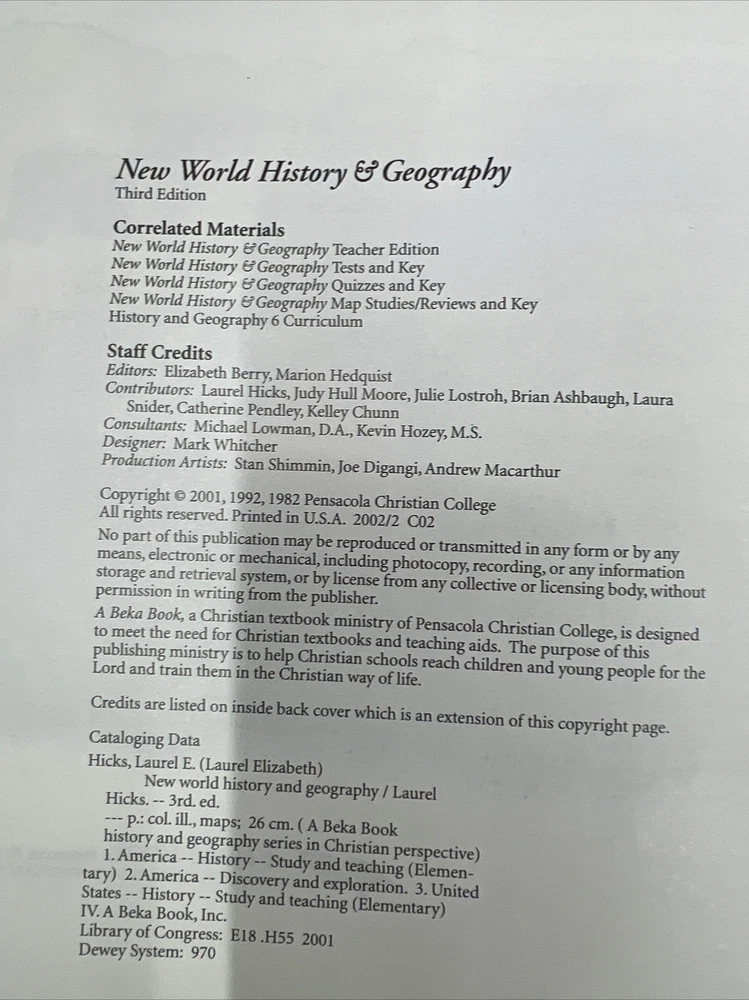 New World History & Geography
Third Edition
Correlated Materials
New World History & Geography Teacher Edition
New World History & Geography Tests and Key
New World History & Geography Quizzes and Key
New World History & Geography Map Studies/Reviews and Key
History and Geography 6 Curriculum
Staff Credits
Editors: Elizabeth Berry, Marion Hedquist
Contributors: Laurel Hicks, Judy Hull Moore, Julie Lostroh, Brian Ashbaugh, Laura
Snider, Catherine Pendley, Kelley Chunn
Consultants: Michael Lowman, D.A., Kevin Hozey, M.S.
Designer: Mark Whitcher
Production Artists: Stan Shimmin, Joe Digangi, Andrew Macarthur
Copyright © 2001, 1992, 1982 Pensacola Christian College
All rights reserved. Printed in U.S.A. 2002/2 C02
No part of this publication may be reproduced or transmitted in any form or by any
means, electronic or mechanical, including photocopy, recording, or any information
storage and retrieval system, or by license from any collective or licensing body, without
permission in writing from the publisher.
A Beka Book, a Christian textbook ministry of Pensacola Christian College, is designed
to meet the need for Christian textbooks and teaching aids. The purpose of this
publishing ministry is to help Christian schools reach children and young people for the
Lord and train them in the Christian way of life.
Credits are listed on inside back cover which is an extension of this copyright page.
Cataloging Data
Hicks, Laurel E. (Laurel Elizabeth)
New world history and geography / Laurel
Hicks. -- 3rd. ed.
--- p.: col. ill., maps; 26 cm. ( A Beka Book
history and geography series in Christian perspective)
1. America -- History -- Study and teaching (Elemen-
tary) 2. America -- Discovery and exploration. 3. United
States -- History -- Study and teaching (Elementary)
IV. A Beka Book, Inc.
Library of Congress: E18 .H55 2001
Dewey System: 970